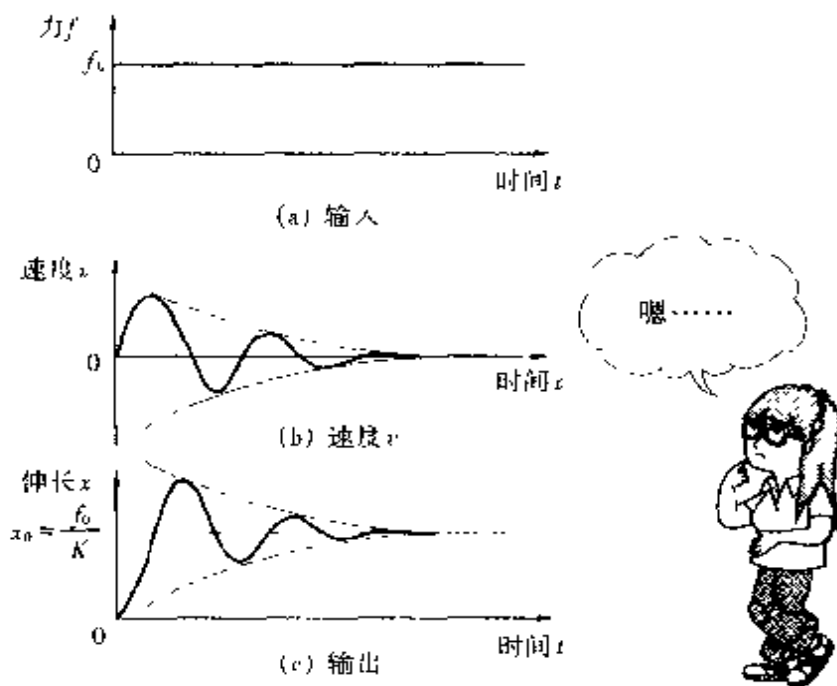 力f
f₀
0
时间t
(a) 输入
速度v
0
时间t
(b) 速度v
嗯……
伸长x
x₀ = f₀/K
0
时间t
(c) 输出